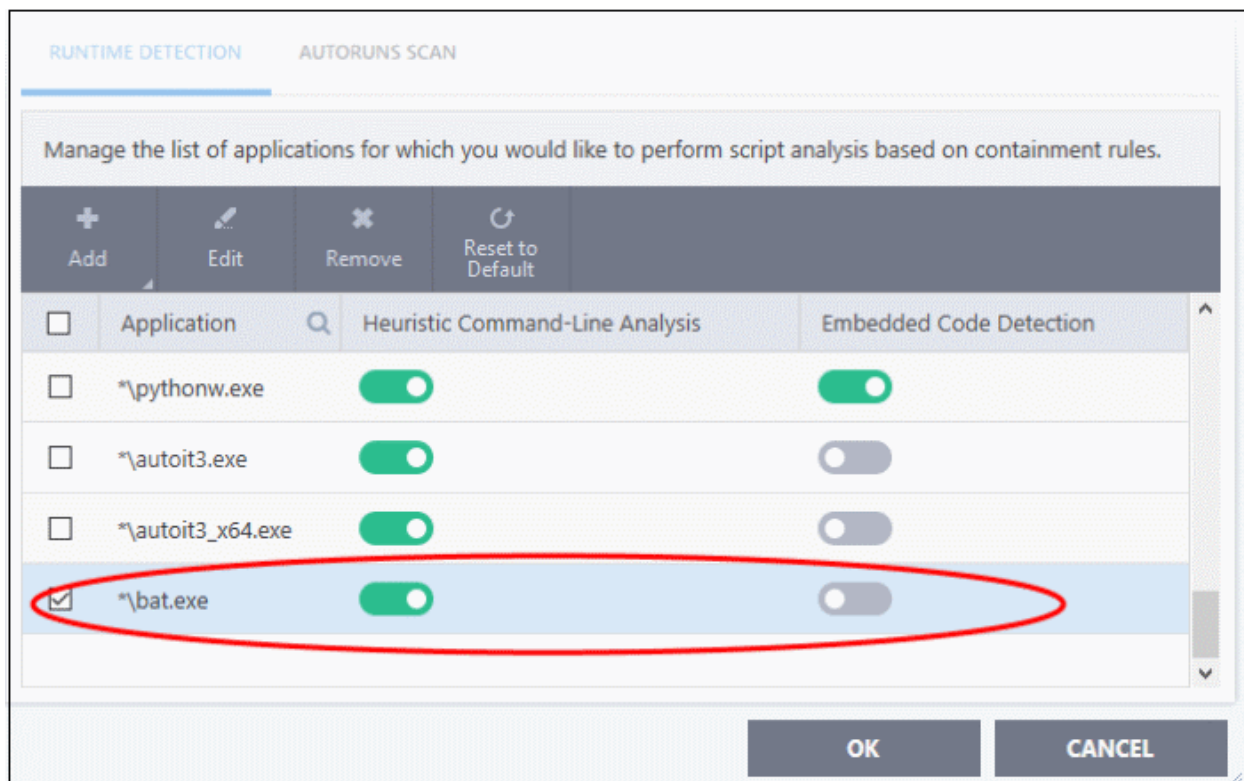 RUNTIME DETECTION AUTORUNS SCAN
Manage the list of applications for which you would like to perform script analysis based on containment rules.
Add Edit Remove Reset to Default
Application Heuristic Command-Line Analysis Embedded Code Detection
*\pythonw.exe
*\autoit3.exe
*\autoit3_x64.exe
*\bat.exe
OK CANCEL